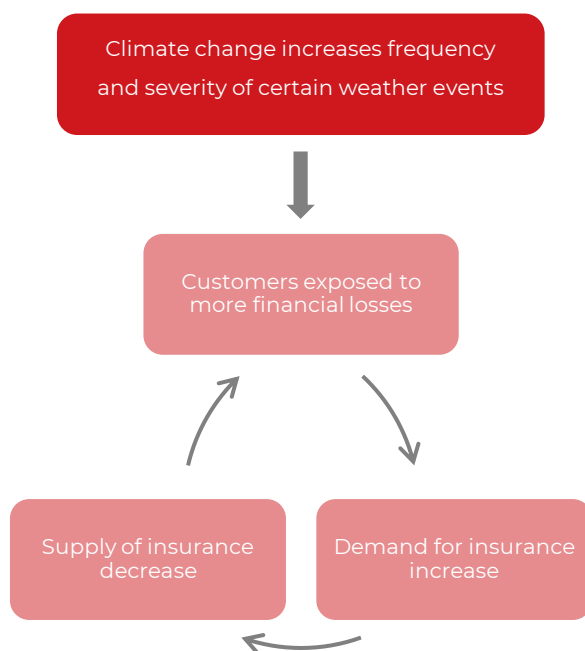 Climate change increases frequency
and severity of certain weather events
Customers exposed to
more financial losses
Supply of insurance
decrease
Demand for insurance
increase